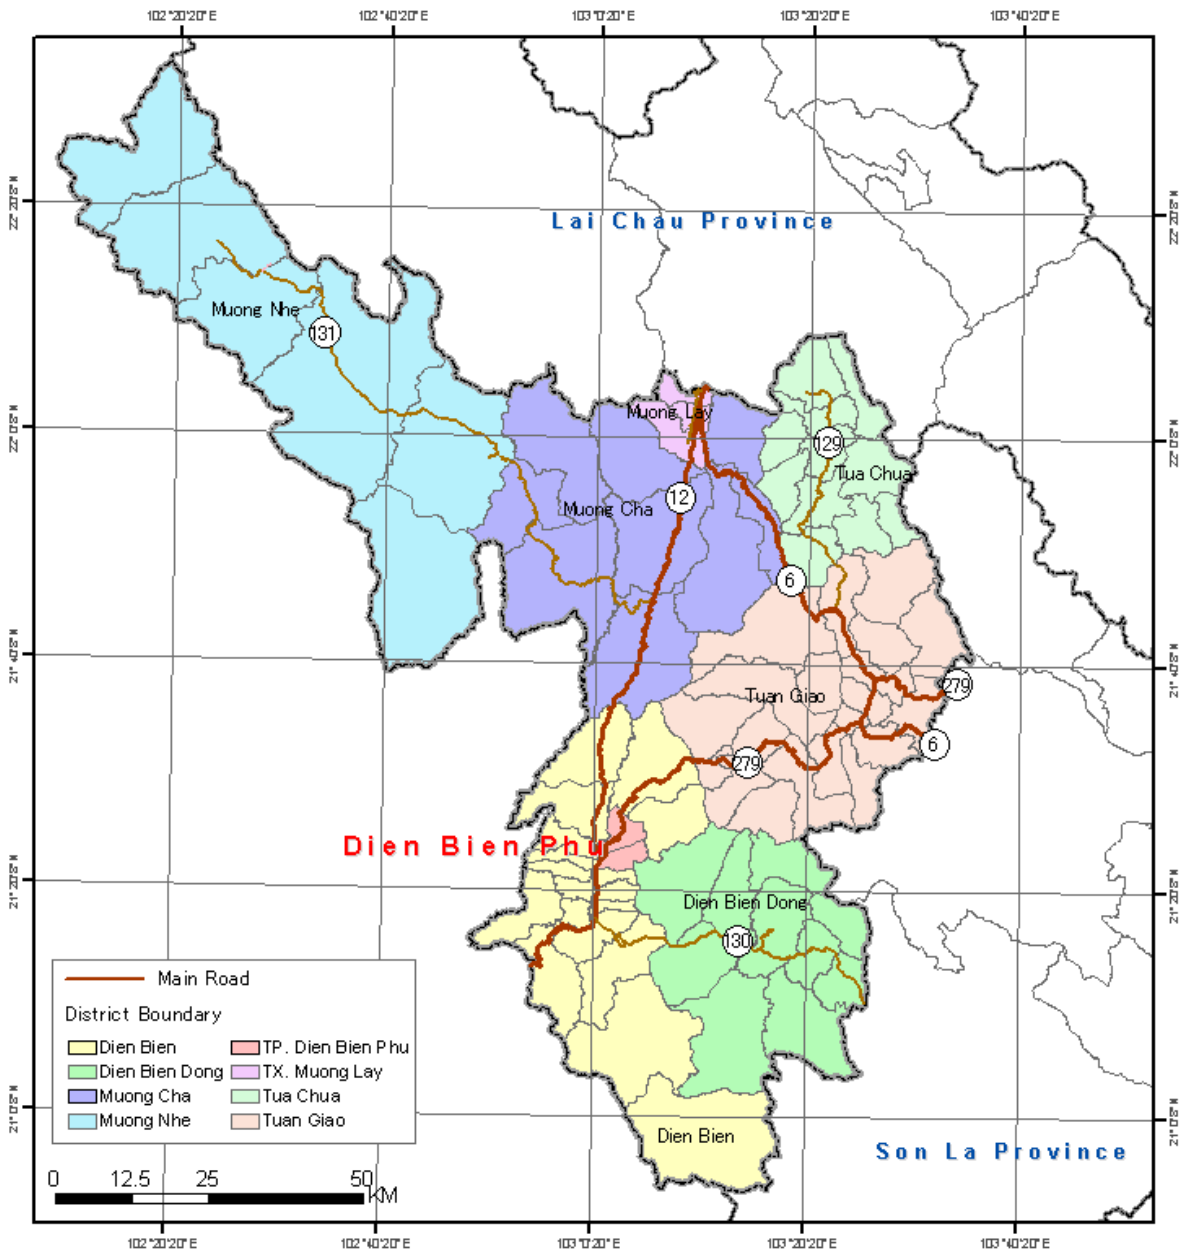 102°20'20"E 102°40'20"E 103°0'20"E 103°20'20"E 103°40'20"E
Lai Chau Province
Muong Nhe
131
Muong Lay
129
Tua Chua
12
Muong Cha
6
279
Tuan Giao
6
279
Dien Bien Phu
Dien Bien Dong
130
Main Road
District Boundary
Dien Bien TP. Dien Bien Phu
Dien Bien Dong TX. Muong Lay
Muong Cha Tua Chua
Muong Nhe Tuan Giao
Dien Bien
Son La Province
0 12.5 25 50
KM
102°20'20"E 102°40'20"E 103°0'20"E 103°20'20"E 103°40'20"E